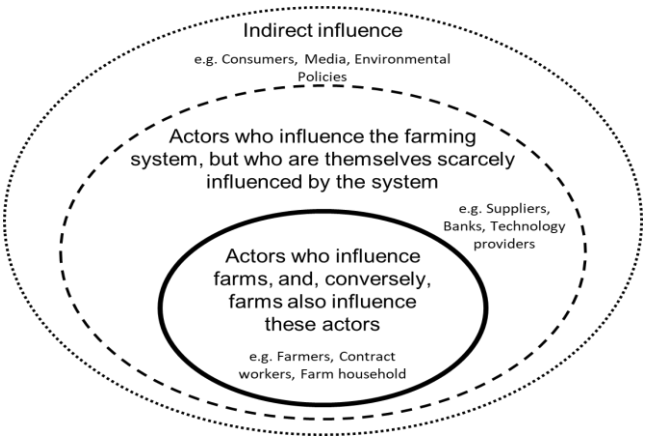 Indirect influence
e.g. Consumers, Media, Environmental
Policies
Actors who influence the farming
system, but who are themselves scarcely
influenced by the system
e.g. Suppliers,
Banks, Technology
providers
Actors who influence
farms, and, conversely,
farms also influence
these actors
e.g. Farmers, Contract
workers, Farm household